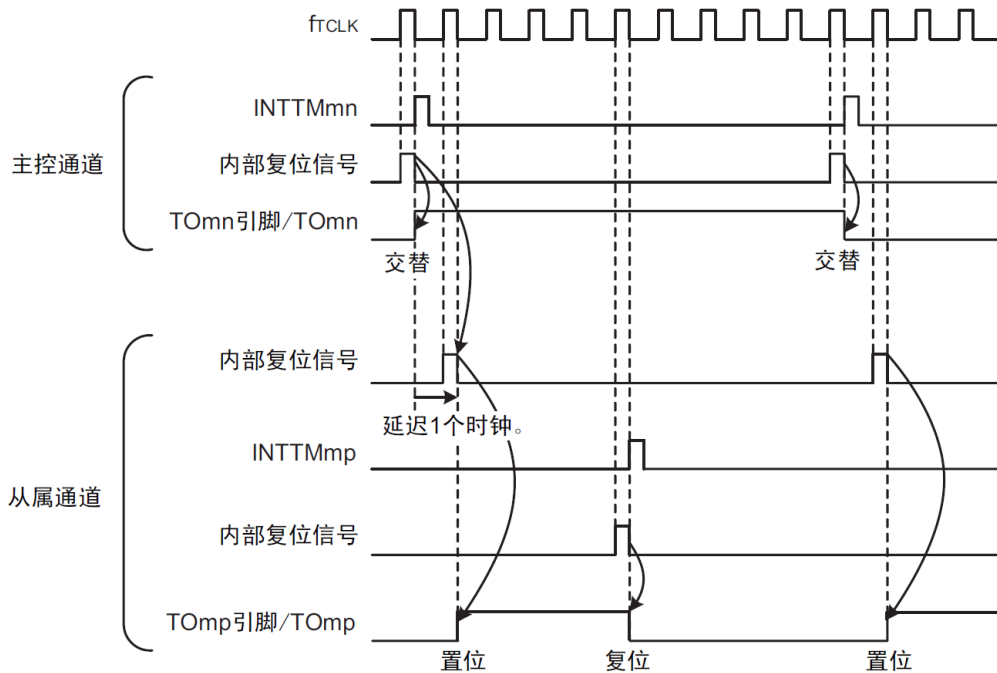 fTCLK
INTTMmn
内部复位信号
主控通道
TOmn引脚/TOmn
交替
交替
内部复位信号
延迟1个时钟。
INTTMmp
从属通道
内部复位信号
TOmp引脚/TOmp
置位
复位
置位